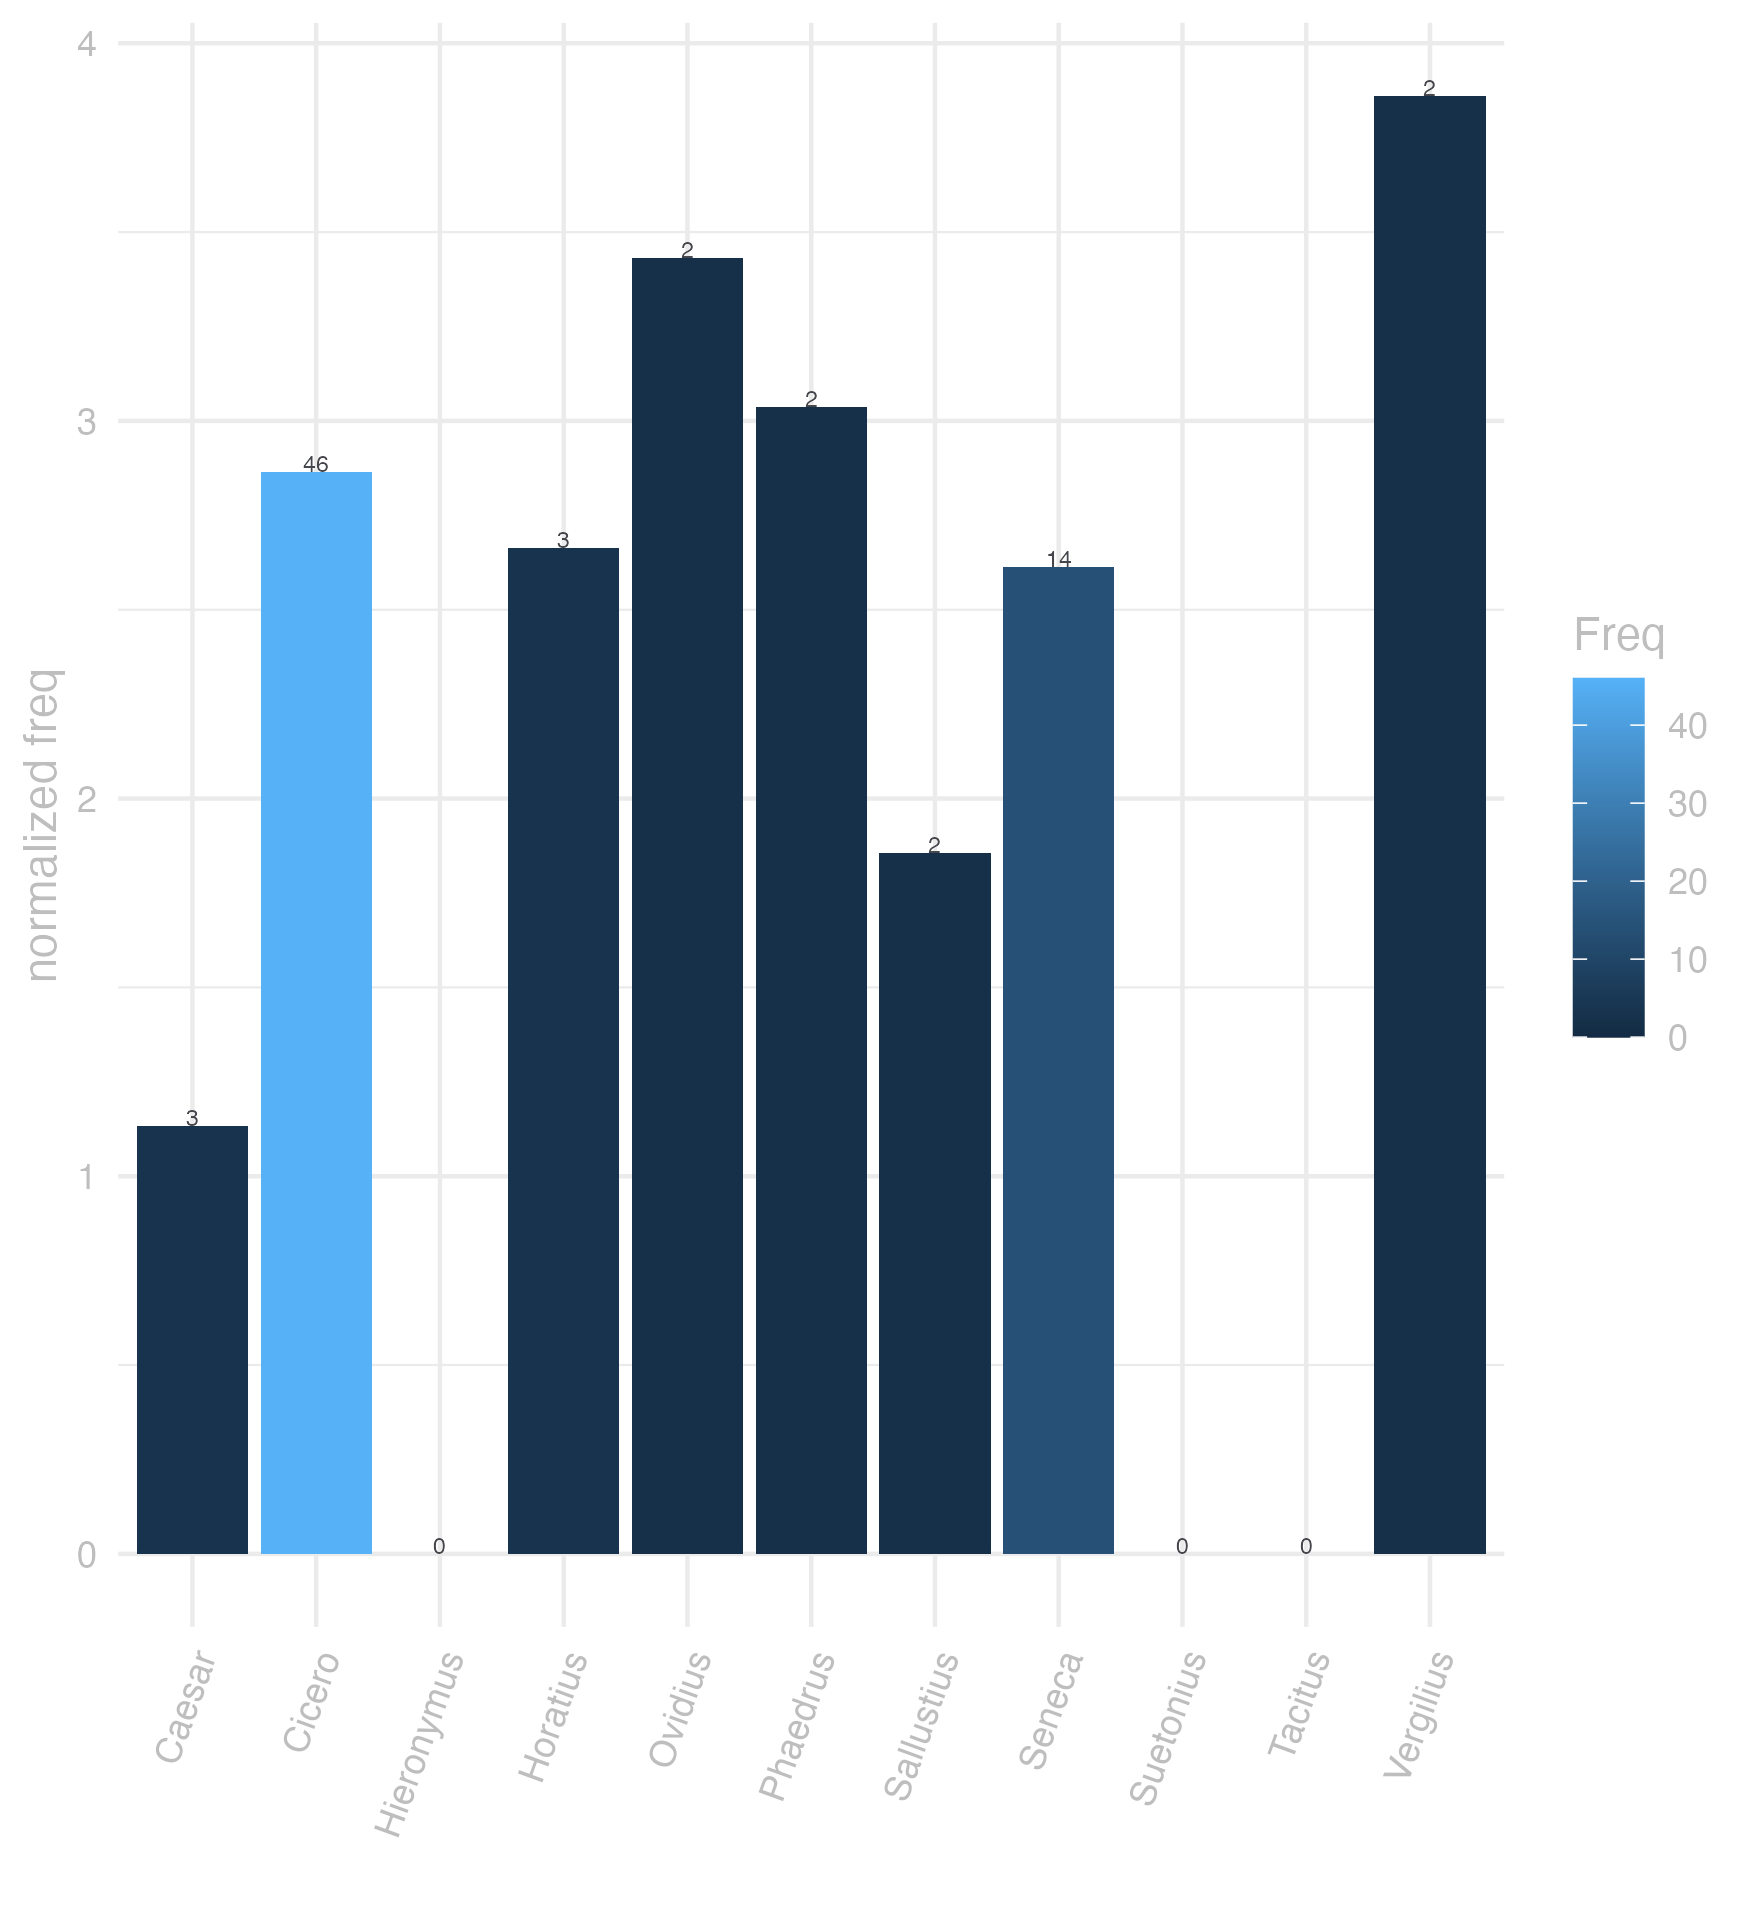 4
3
2
1
0
normalized freq
3
46
0
3
2
2
2
14
0
0
2
Caesar
Cicero
Hieronymus
Horatius
Ovidius
Phaedrus
Sallustius
Seneca
Suetonius
Tacitus
Vergilius
Freq
40
30
20
10
0